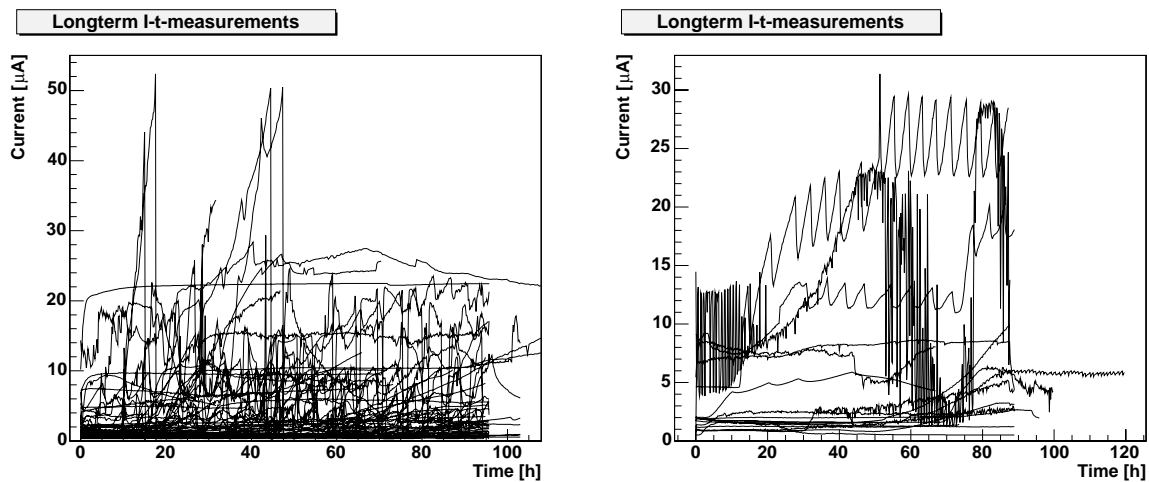 Longterm I-t-measurements
Current [μA]
50
40
30
20
10
0
0 20 40 60 80 100
Time [h]
Longterm I-t-measurements
Current [μA]
30
25
20
15
10
5
0
0 20 40 60 80 100 120
Time [h]